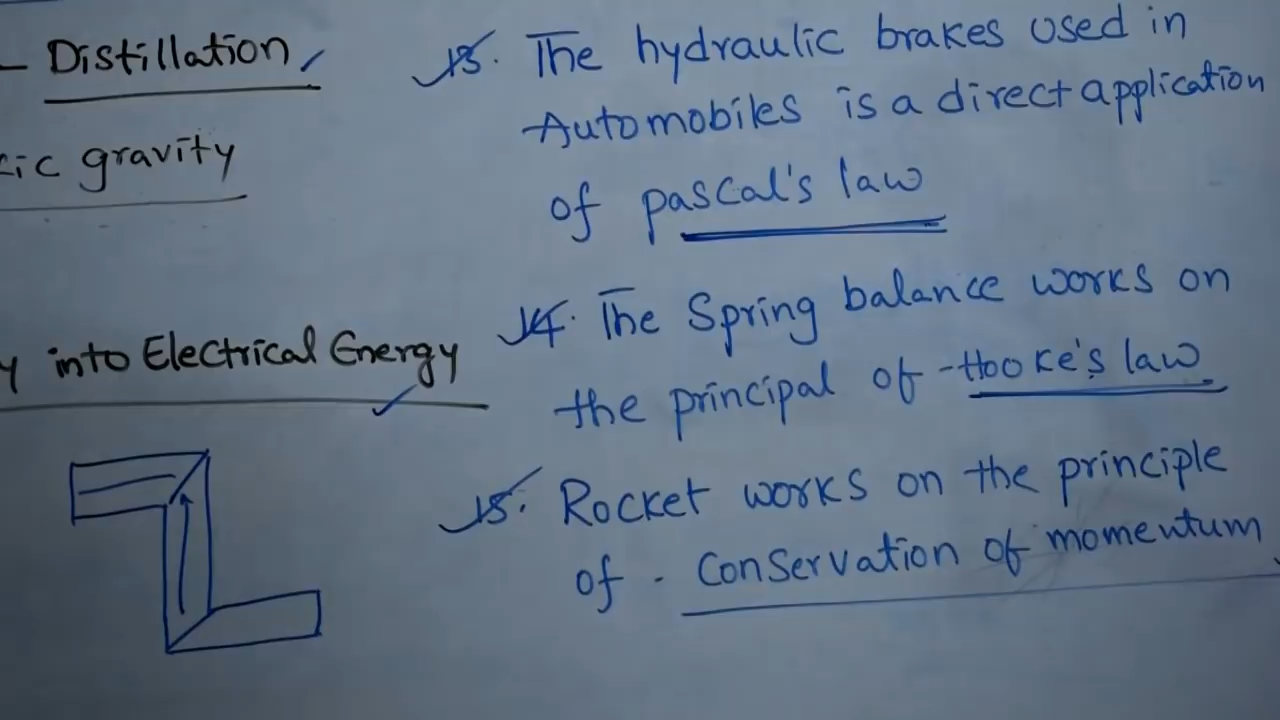 – Distillation
gravity
into Electrical Energy
13. The hydraulic brakes used in
Automobiles is a direct application
of pascal's law
14. The Spring balance works on
the principal of -Hooke's law
15. Rocket works on the principle
of - Conservation of momentum